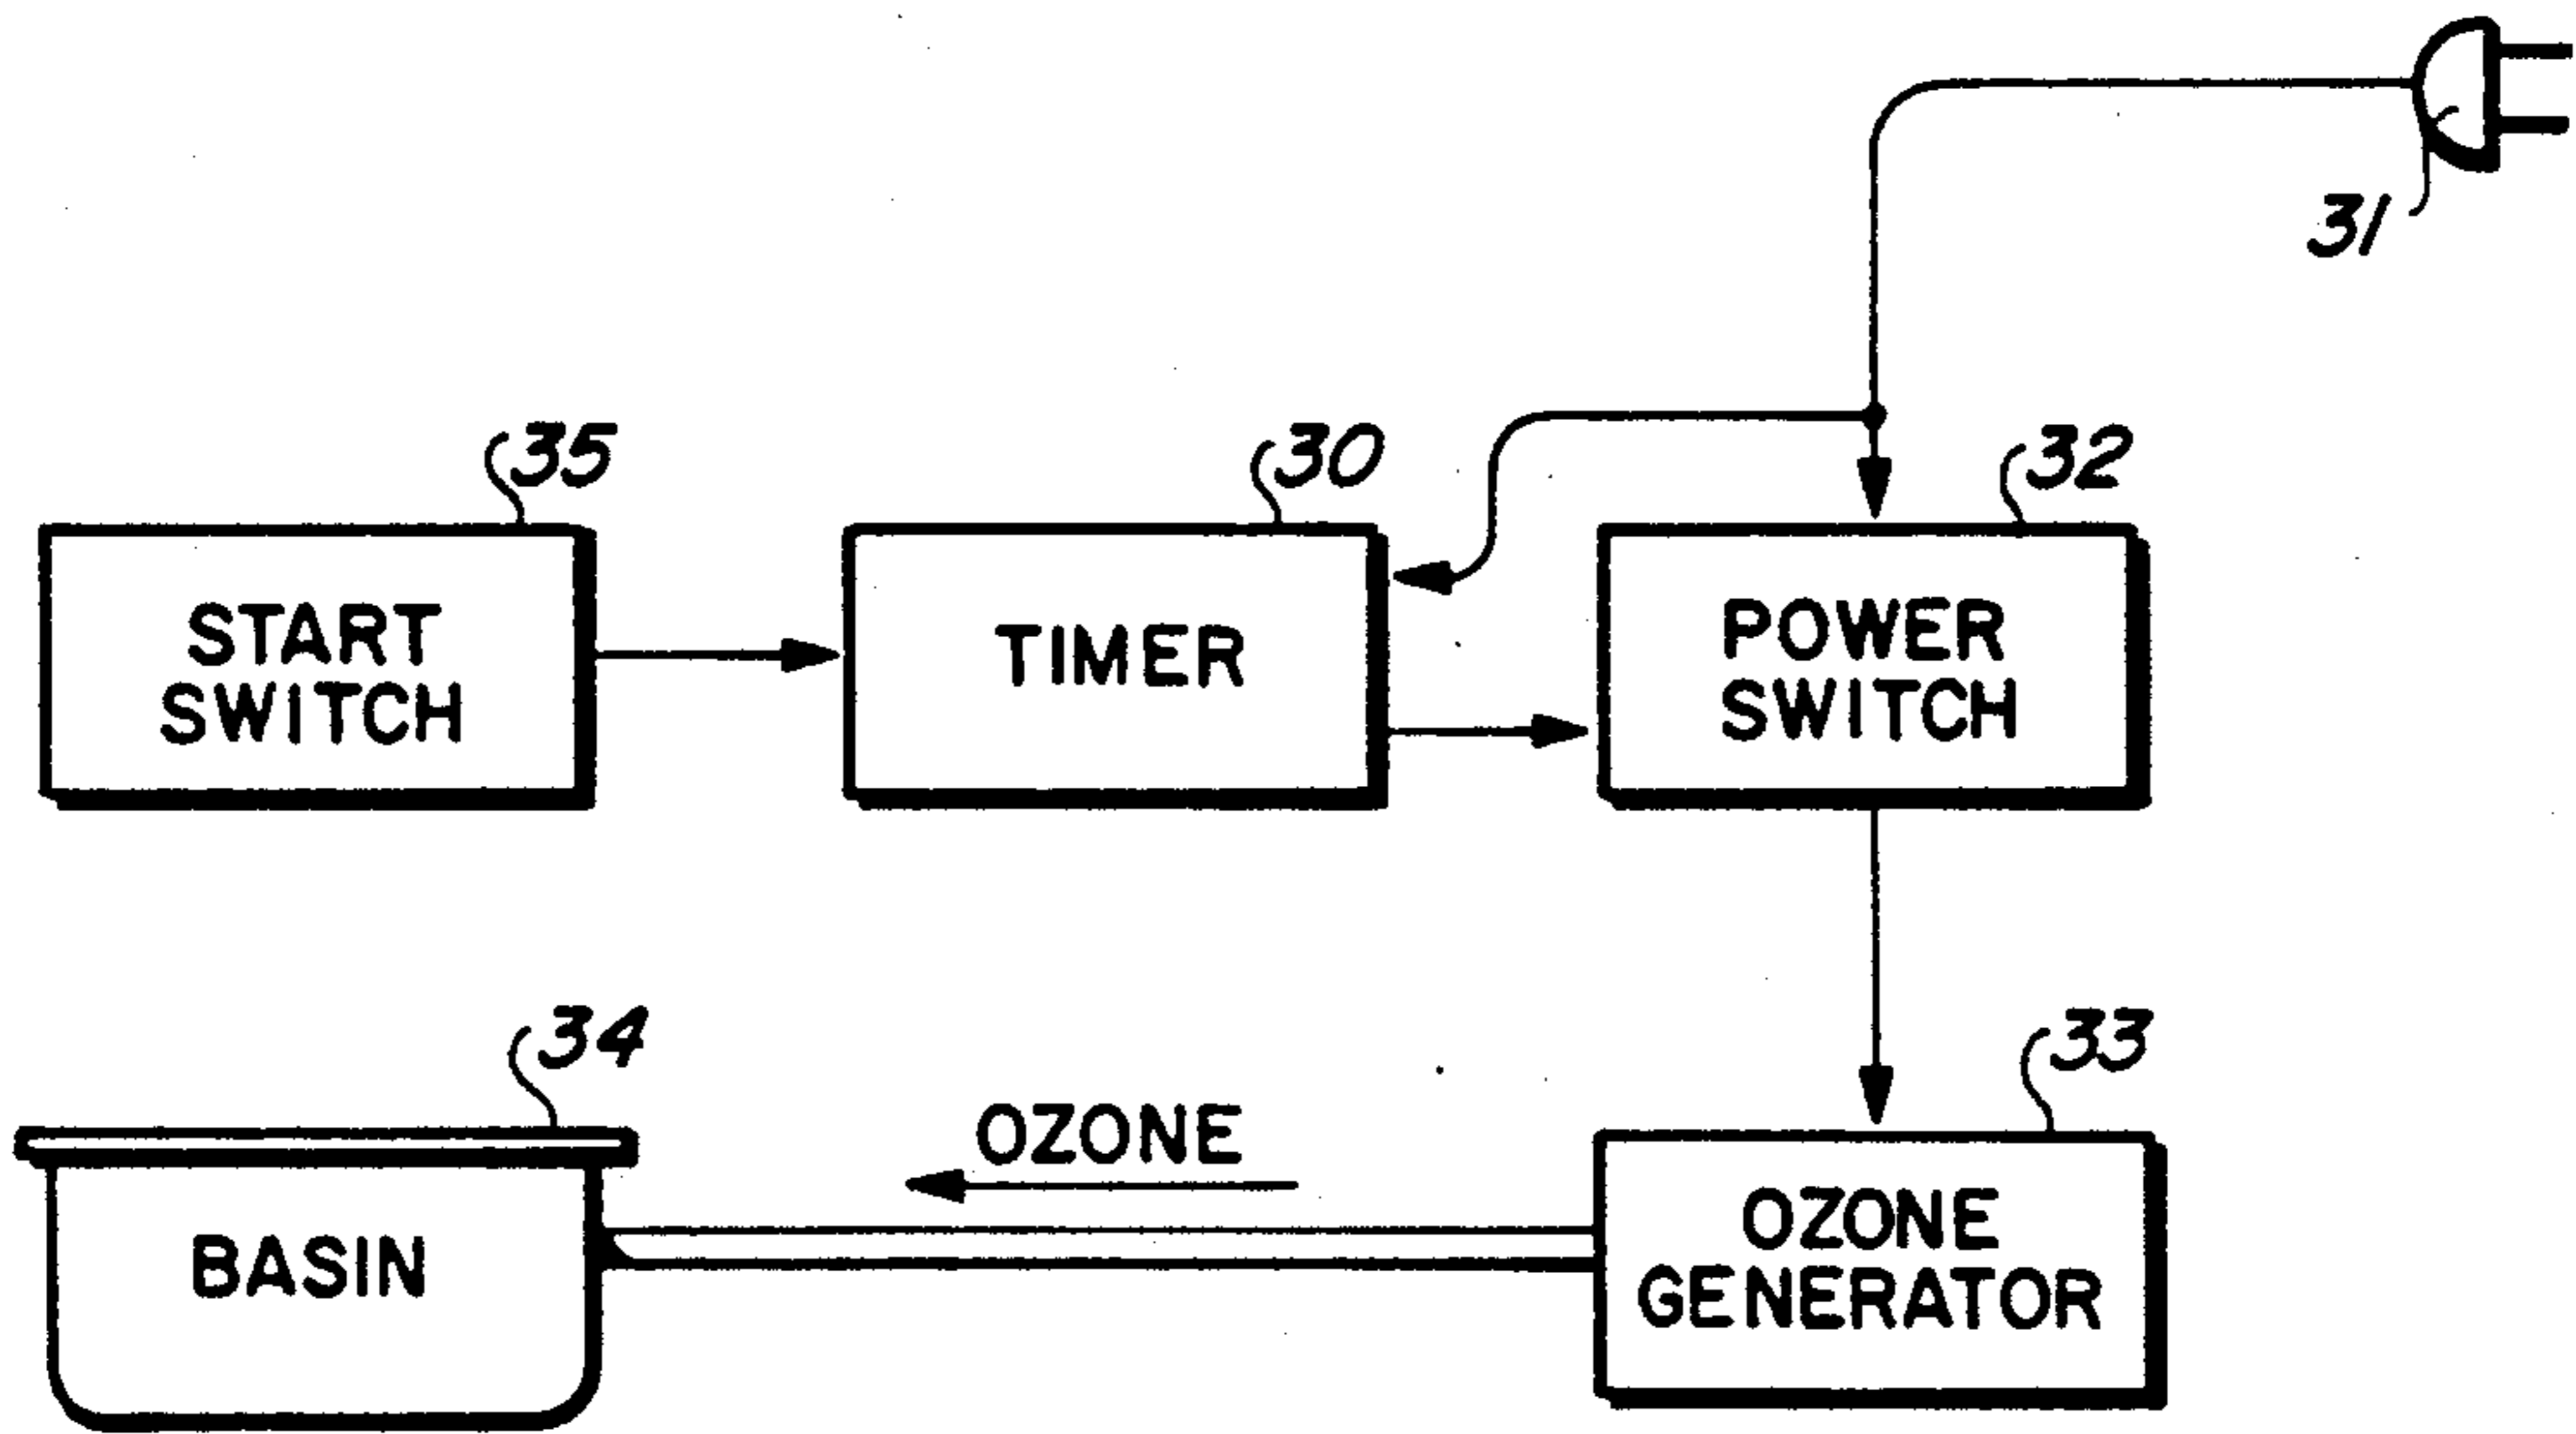 31
35
30
32
START
SWITCH
TIMER
POWER
SWITCH
34
33
OZONE
BASIN
OZONE
GENERATOR